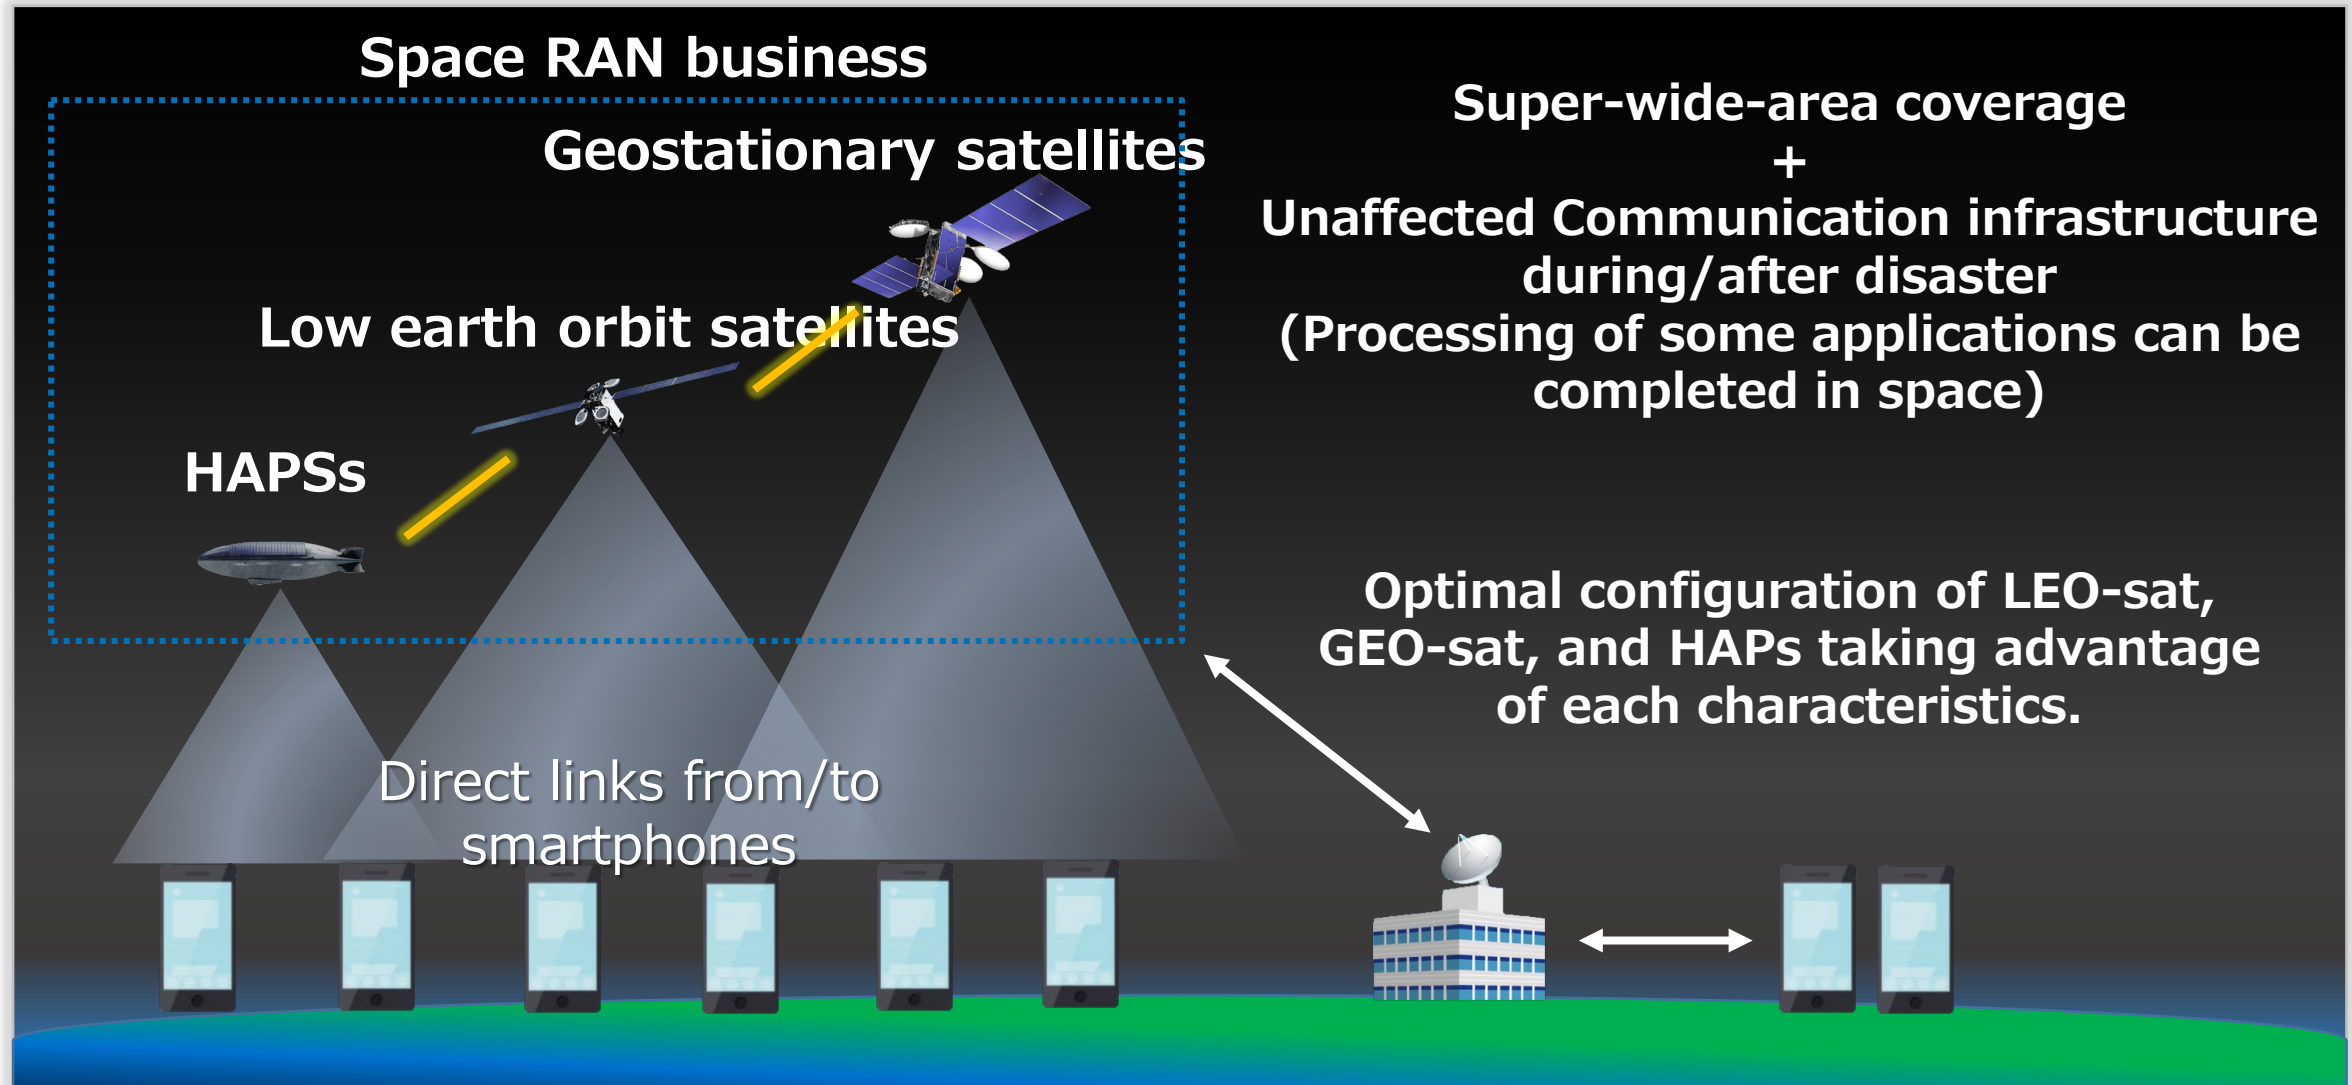 Space RAN business
Geostationary satellites
Low earth orbit satellites
HAPSs
Direct links from/to
smartphones
Super-wide-area coverage
+
Unaffected Communication infrastructure
during/after disaster
(Processing of some applications can be
completed in space)
Optimal configuration of LEO-sat,
GEO-sat, and HAPs taking advantage
of each characteristics.